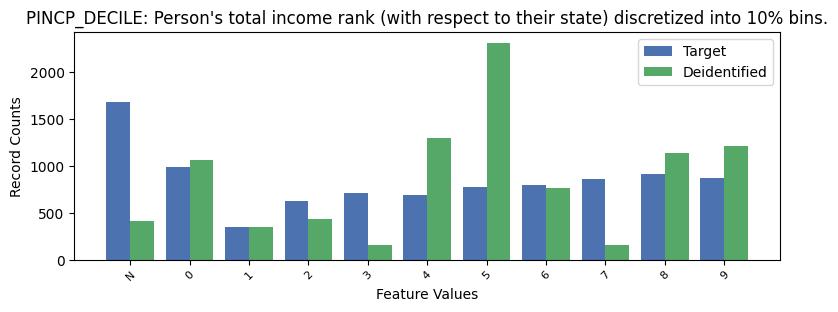 PINCP_DECILE: Person's total income rank (with respect to their state) discretized into 10% bins.
Target
Deidentified
Record Counts
2000
1500
1000
500
0
N 0 1 2 3 4 5 6 7 8 9
Feature Values